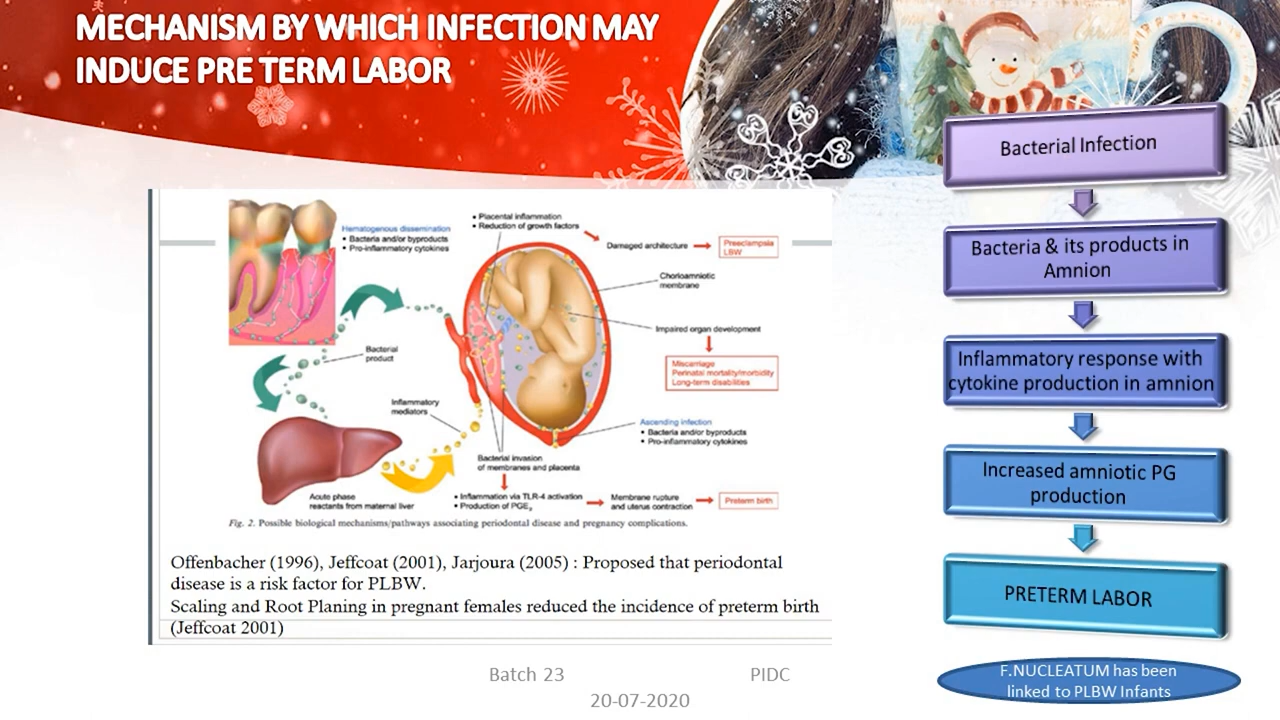 MECHANISM BY WHICH INFECTION MAY
INDUCE PRE TERM LABOR
Hematogenous dissemination
• Bacteria and/or byproducts
• Pro-inflammatory cytokines
• Placental inflammation
• Reduction of growth factors
Damaged architecture
Preeclampsia
LBW
Chorioamniotic
membrane
Impaired organ development
Miscarriage
Perinatal mortality/morbidity
Long-term disabilities
Bacterial
product
Inflammatory
mediators
Ascending infection
• Bacteria and/or byproducts
• Pro-inflammatory cytokines
Bacterial invasion
of membranes and placenta
Acute phase
reactants from maternal liver
• Inflammation via TLR-4 activation
• Production of PGE2
Membrane rupture
and uterus contraction
Preterm birth
Fig. 2. Possible biological mechanisms/pathways associating periodontal disease and pregnancy complications.
Offenbacher (1996), Jeffcoat (2001), Jarjoura (2005) : Proposed that periodontal
disease is a risk factor for PLBW.
Scaling and Root Planing in pregnant females reduced the incidence of preterm birth
(Jeffcoat 2001)
Bacterial Infection
Bacteria & its products in
Amnion
Inflammatory response with
cytokine production in amnion
Increased amniotic PG
production
PRETERM LABOR
F.NUCLEATUM has been
linked to PLBW Infants
Batch 23 PIDC
20-07-2020